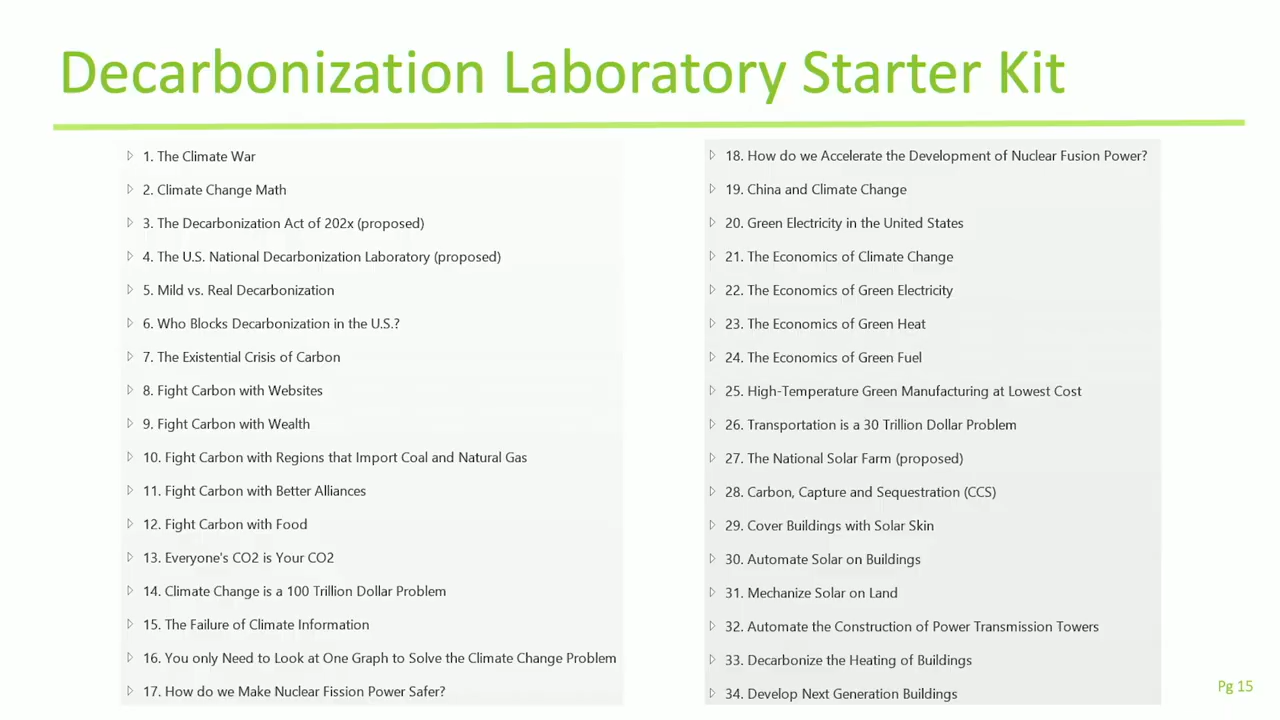 Decarbonization Laboratory Starter Kit
1. The Climate War
2. Climate Change Math
3. The Decarbonization Act of 202x (proposed)
4. The U.S. National Decarbonization Laboratory (proposed)
5. Mild vs. Real Decarbonization
6. Who Blocks Decarbonization in the U.S.?
7. The Existential Crisis of Carbon
8. Fight Carbon with Websites
9. Fight Carbon with Wealth
10. Fight Carbon with Regions that Import Coal and Natural Gas
11. Fight Carbon with Better Alliances
12. Fight Carbon with Food
13. Everyone's CO2 is Your CO2
14. Climate Change is a 100 Trillion Dollar Problem
15. The Failure of Climate Information
16. You only Need to Look at One Graph to Solve the Climate Change Problem
17. How do we Make Nuclear Fission Power Safer?
18. How do we Accelerate the Development of Nuclear Fusion Power?
19. China and Climate Change
20. Green Electricity in the United States
21. The Economics of Climate Change
22. The Economics of Green Electricity
23. The Economics of Green Heat
24. The Economics of Green Fuel
25. High-Temperature Green Manufacturing at Lowest Cost
26. Transportation is a 30 Trillion Dollar Problem
27. The National Solar Farm (proposed)
28. Carbon, Capture and Sequestration (CCS)
29. Cover Buildings with Solar Skin
30. Automate Solar on Buildings
31. Mechanize Solar on Land
32. Automate the Construction of Power Transmission Towers
33. Decarbonize the Heating of Buildings
34. Develop Next Generation Buildings
Pg 15